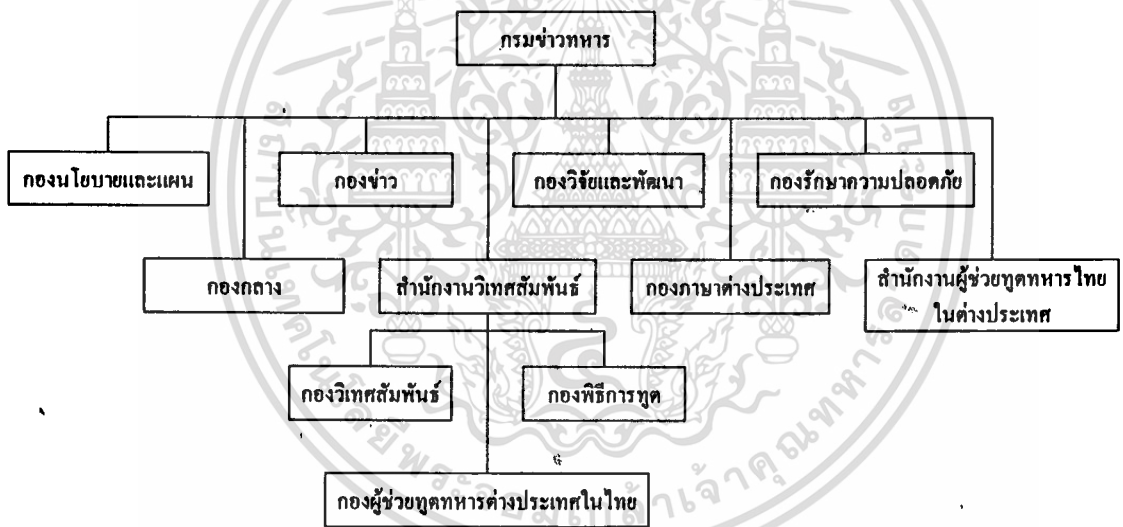 กรมข่าวทหาร
กองนโยบายและแผน
กองข่าว
กองวิจัยและพัฒนา
กองรักษาความปลอดภัย
กองกลาง
สำนักงานวิเทศสัมพันธ์
กองภาษาต่างประเทศ
สำนักงานผู้ช่วยทูตทหารไทย
ในต่างประเทศ
กองวิเทศสัมพันธ์
กองพิธีการทูต
กองผู้ช่วยทูตทหารต่างประเทศในไทย